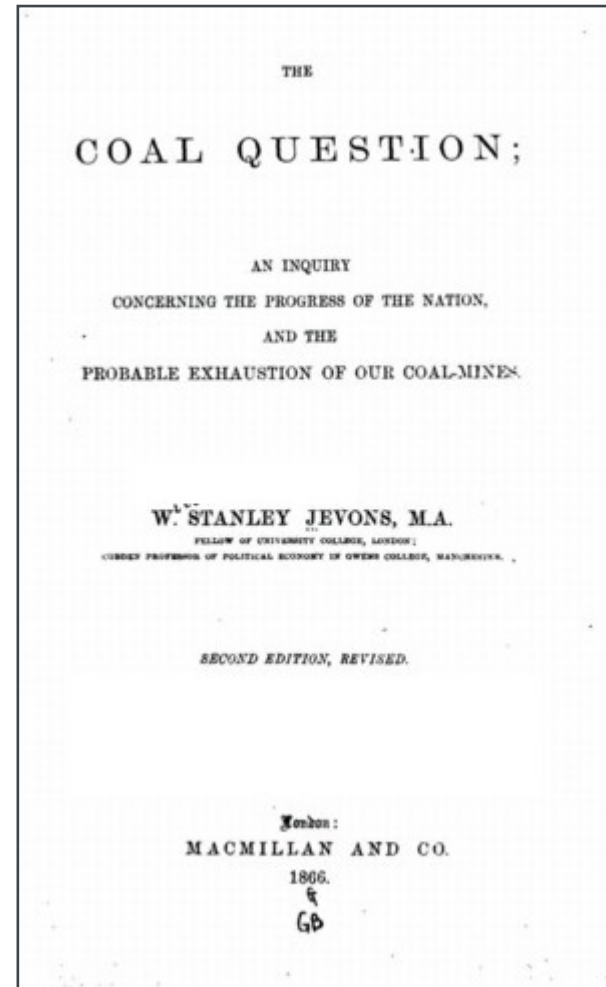 THE
COAL QUESTION;
AN INQUIRY
CONCERNING THE PROGRESS OF THE NATION,
AND THE
PROBABLE EXHAUSTION OF OUR COAL-MINES.
W. STANLEY JEVONS, M.A.
FELLOW OF UNIVERSITY COLLEGE, LONDON;
COBDEN PROFESSOR OF POLITICAL ECONOMY IN OWENS COLLEGE, MANCHESTER.
SECOND EDITION, REVISED.
London:
MACMILLAN AND CO.
1866.
GB